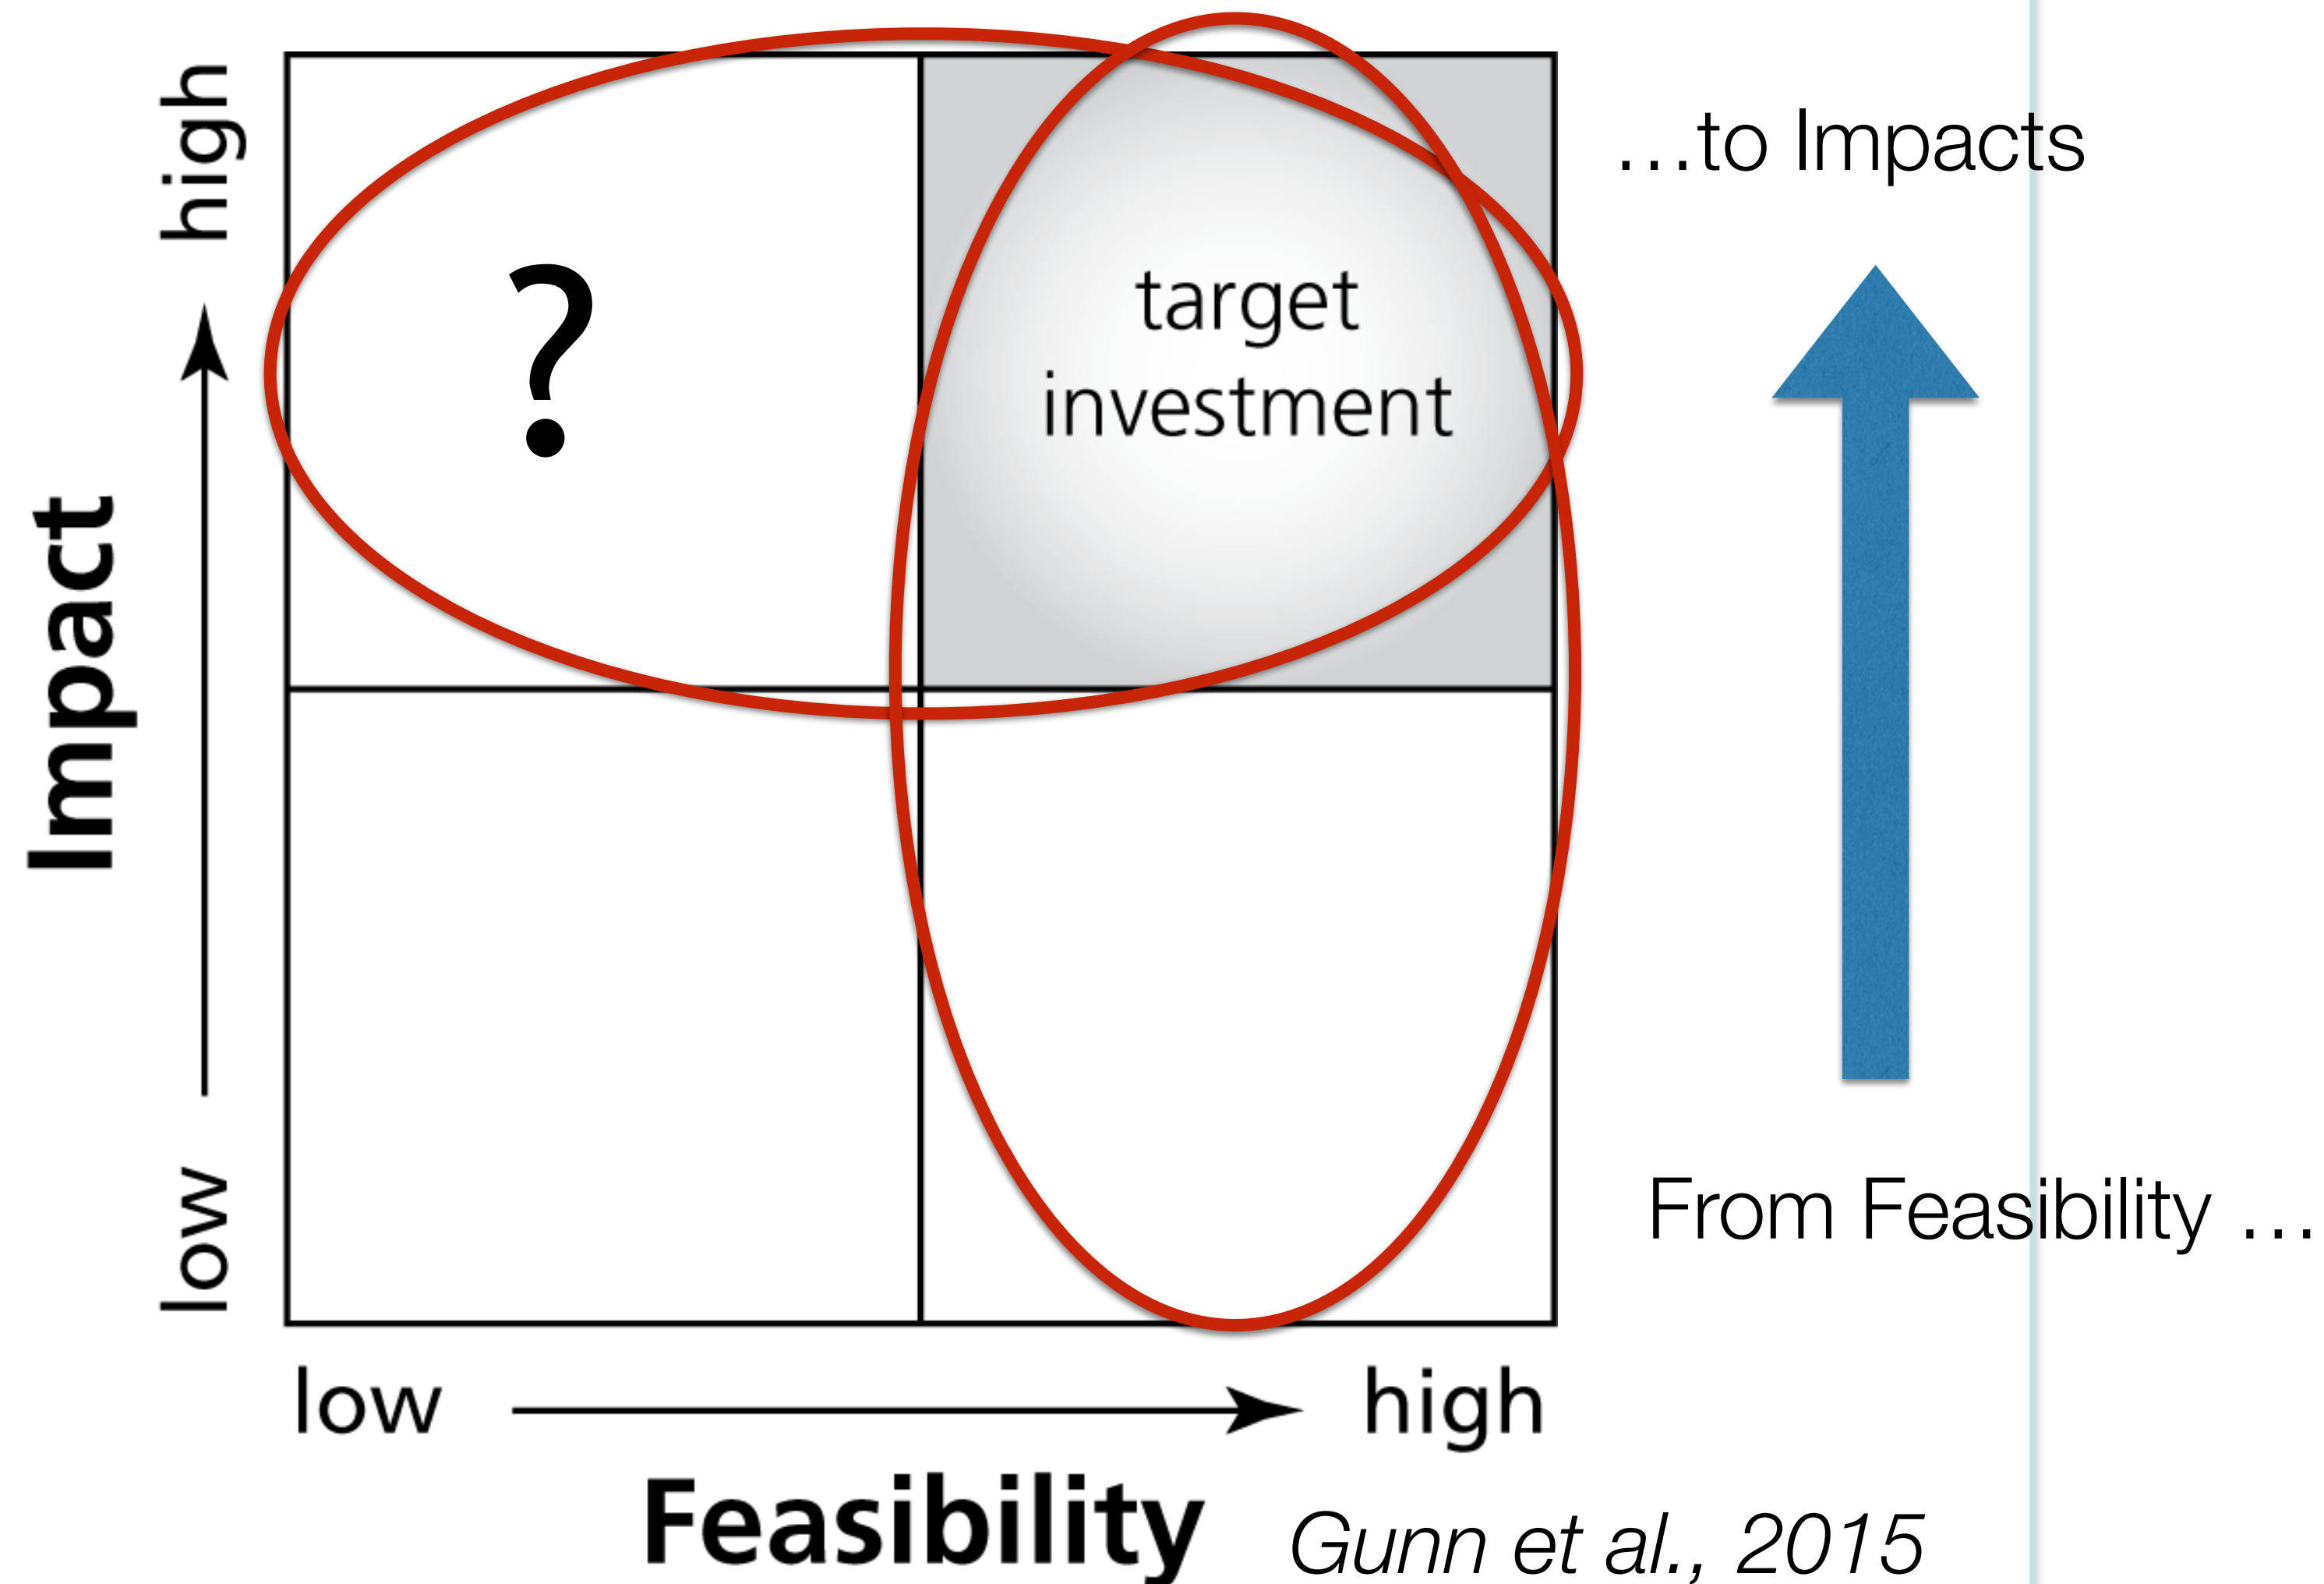 high
…to Impacts
?
target
investment
Impact
low
From Feasibility …
low
high
Feasibility
Gunn et al., 2015